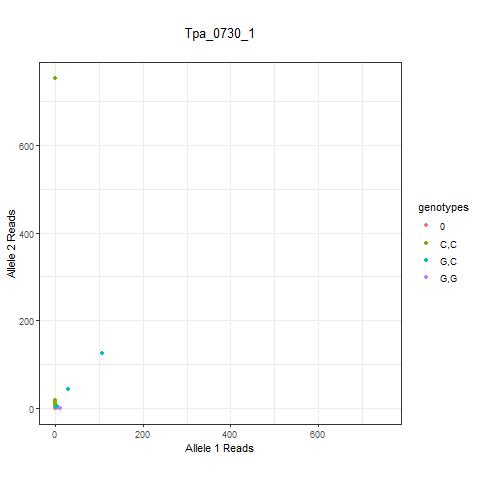 Tpa_0730_1
600
400
200
0
Allele 2 Reads
0 200 400 600
Allele 1 Reads
genotypes
0
C,C
G,C
G,G